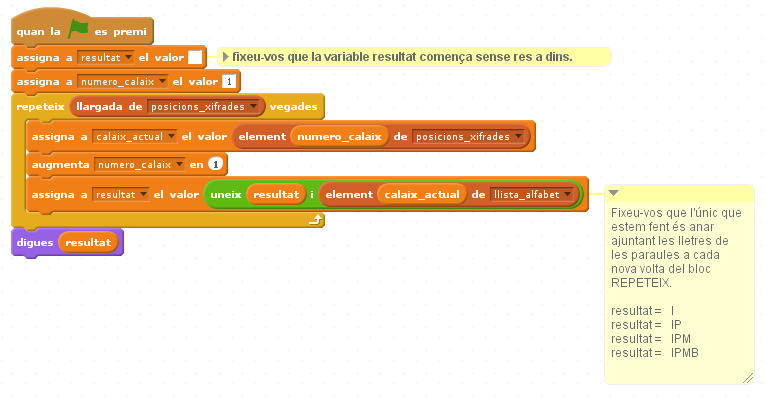 quan la es premi
assigna a resultat el valor
fixeu-vos que la variable resultat comença sense res a dins.
assigna a numero_calaix el valor 1
repeteix llargada de posicions_xifrades vegades
assigna a calaix_actual el valor element numero_calaix de posicions_xifrades
augmenta numero_calaix en 1
assigna a resultat el valor uneix resultat i element calaix_actual de llista_alfabet
digues resultat
Fixeu-vos que l'únic que
estem fent és anar
ajuntant les lletres de
les paraules a cada
nova volta del bloc
REPETEIX.
resultat = I
resultat = IP
resultat = IPM
resultat = IPMB